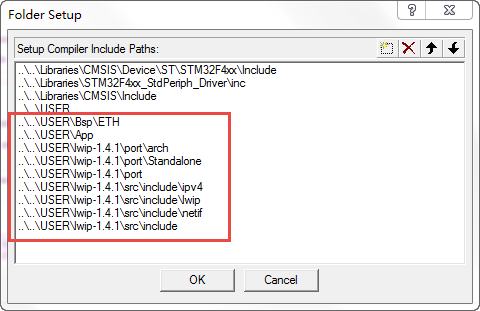 Folder Setup
Setup Compiler Include Paths:
..\..\Libraries\CMSIS\Device\ST\STM32F4xx\Include
..\..\Libraries\STM32F4xx_StdPeriph_Driver\inc
..\..\Libraries\CMSIS\Include
..\..\USER
..\..\USER\Bsp\ETH
..\..\USER\App
..\..\USER\lwip-1.4.1\port\arch
..\..\USER\lwip-1.4.1\port\Standalone
..\..\USER\lwip-1.4.1\port
..\..\USER\lwip-1.4.1\src\include\ipv4
..\..\USER\lwip-1.4.1\src\include\lwip
..\..\USER\lwip-1.4.1\src\include\netif
..\..\USER\lwip-1.4.1\src\include
OK Cancel